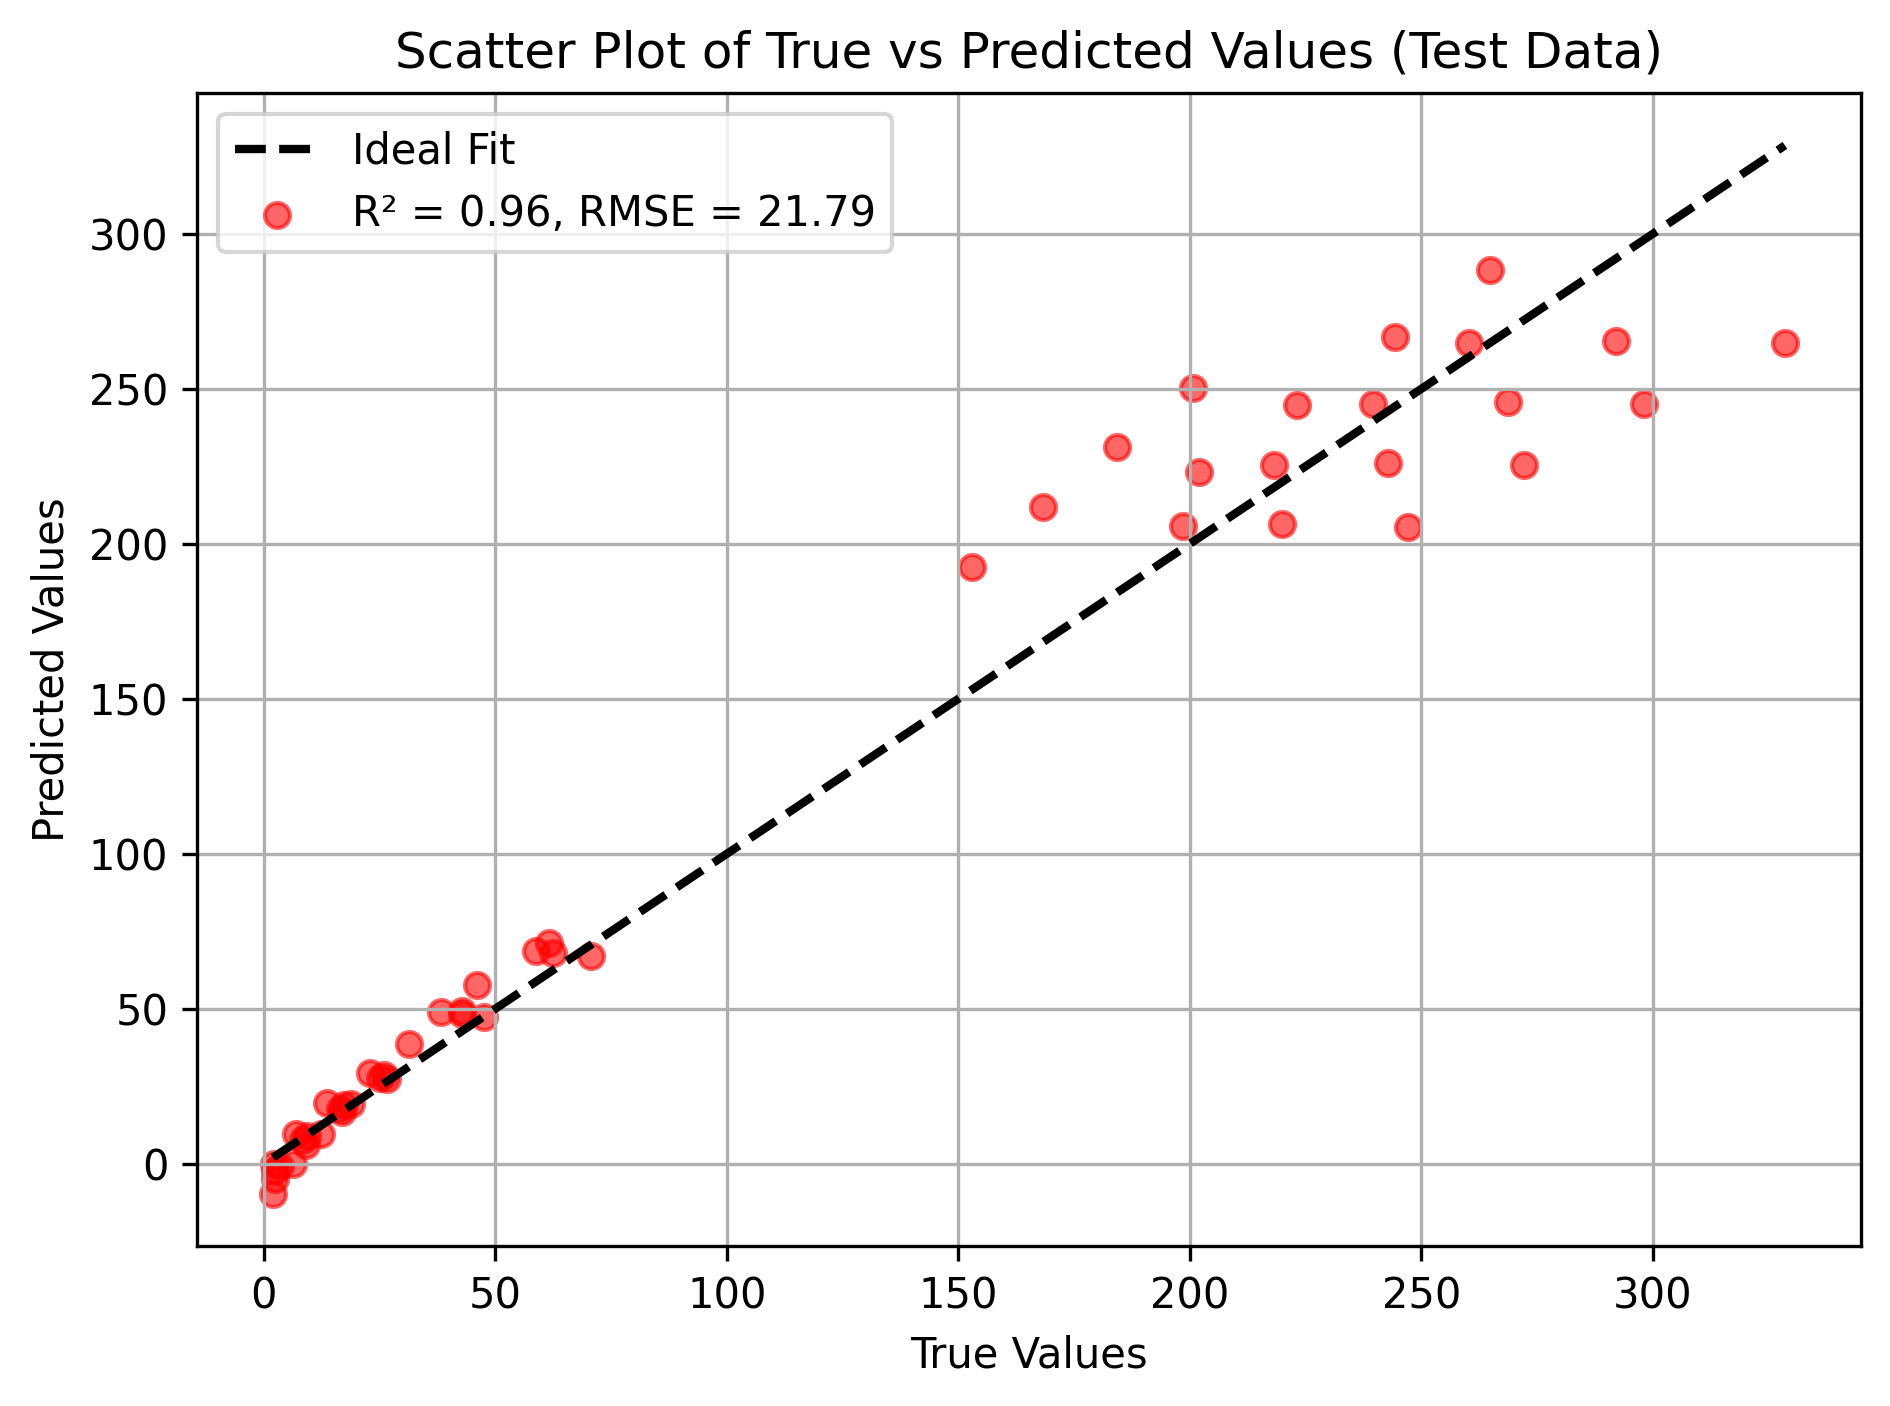 Scatter Plot of True vs Predicted Values (Test Data)
Ideal Fit
R² = 0.96, RMSE = 21.79
Predicted Values
300
250
200
150
100
50
0
0 50 100 150 200 250 300
True Values